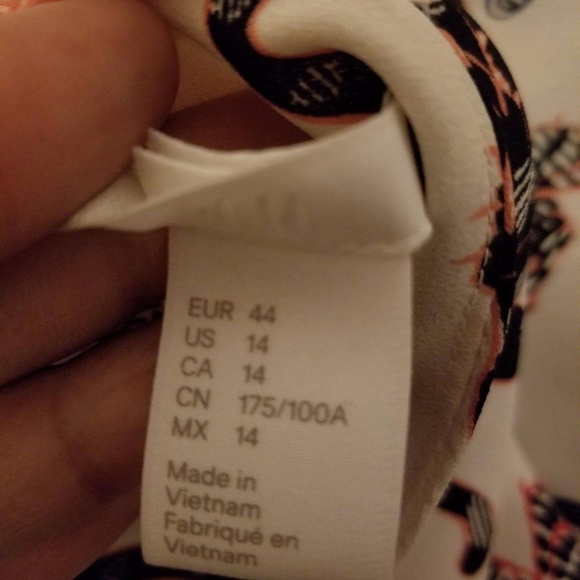 EUR 44
US 14
CA 14
CN 175/100A
MX 14
Made in
Vietnam
Fabriqué en
Vietnam